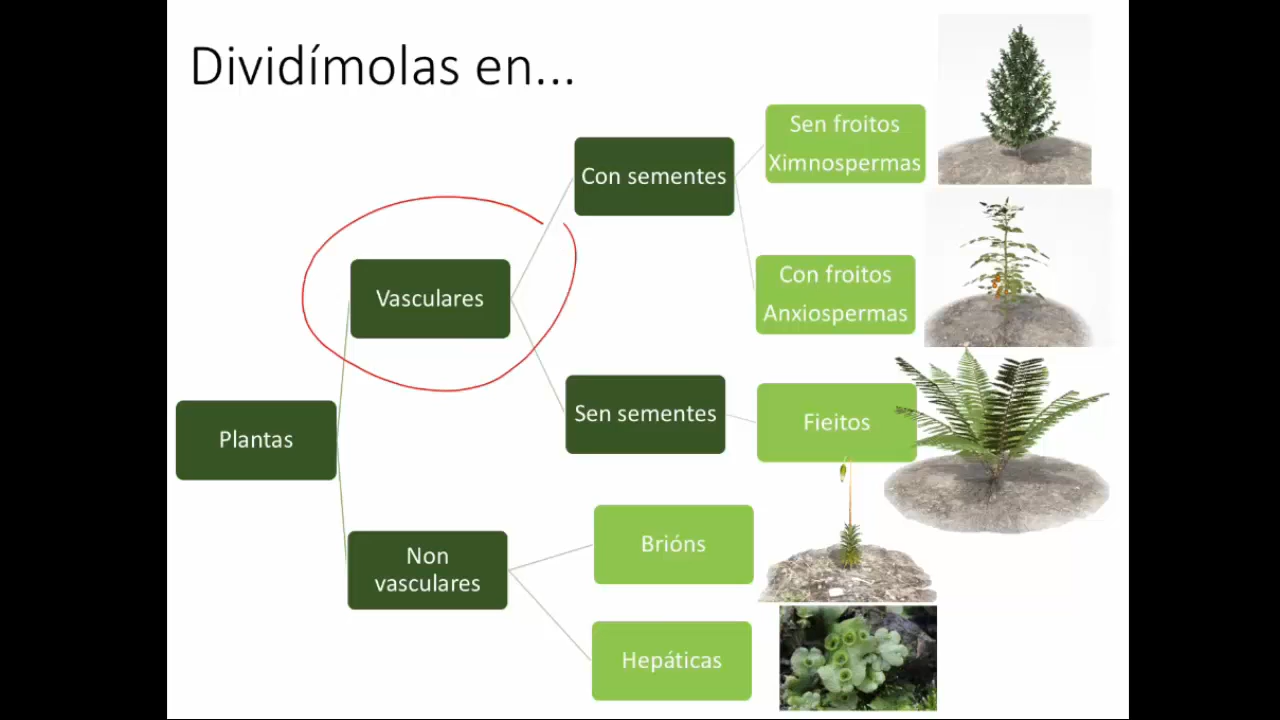 Dividímolas en...
Sen froitos
Ximnospermas
Con sementes
Con froitos
Anxiospermas
Vasculares
Sen sementes
Fieitos
Plantas
Non
vasculares
Brións
Hepáticas